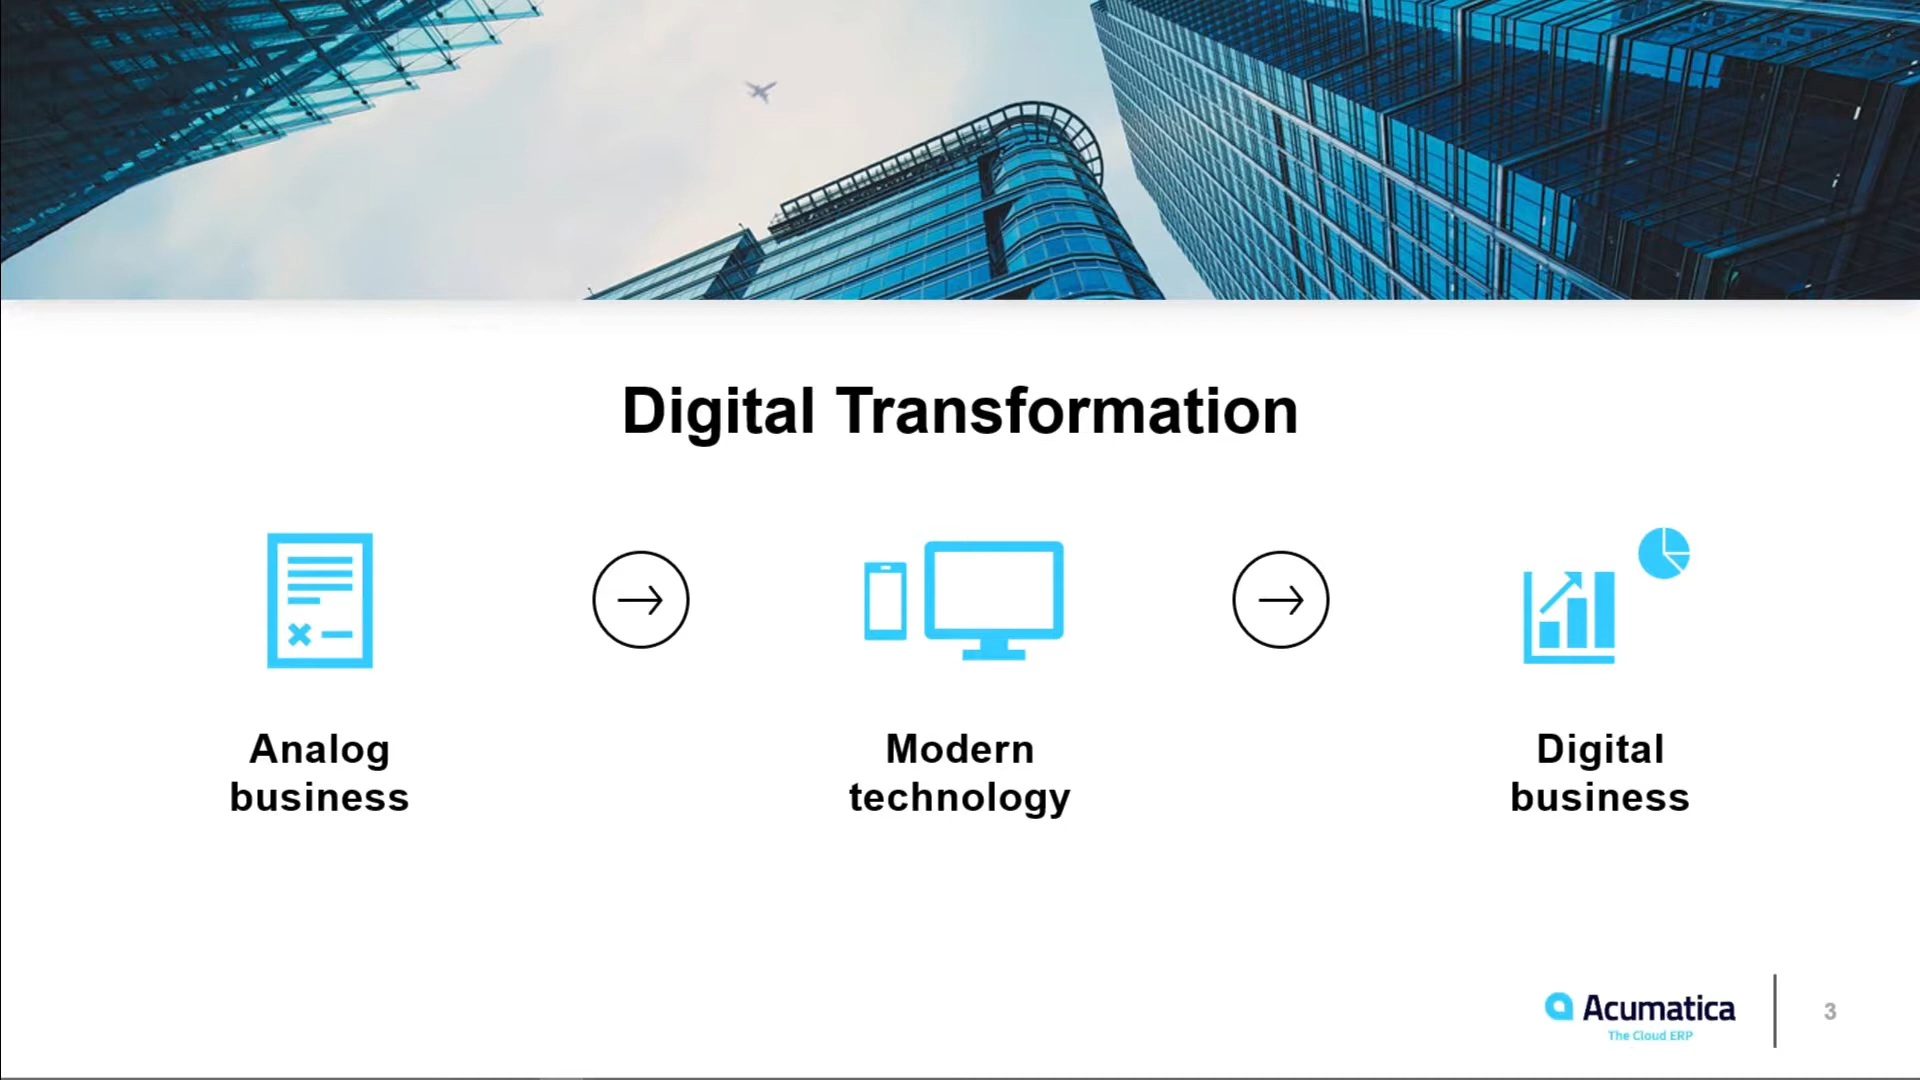 Digital Transformation
Analog
business
Modern
technology
Digital
business
Acumatica
The Cloud ERP
3